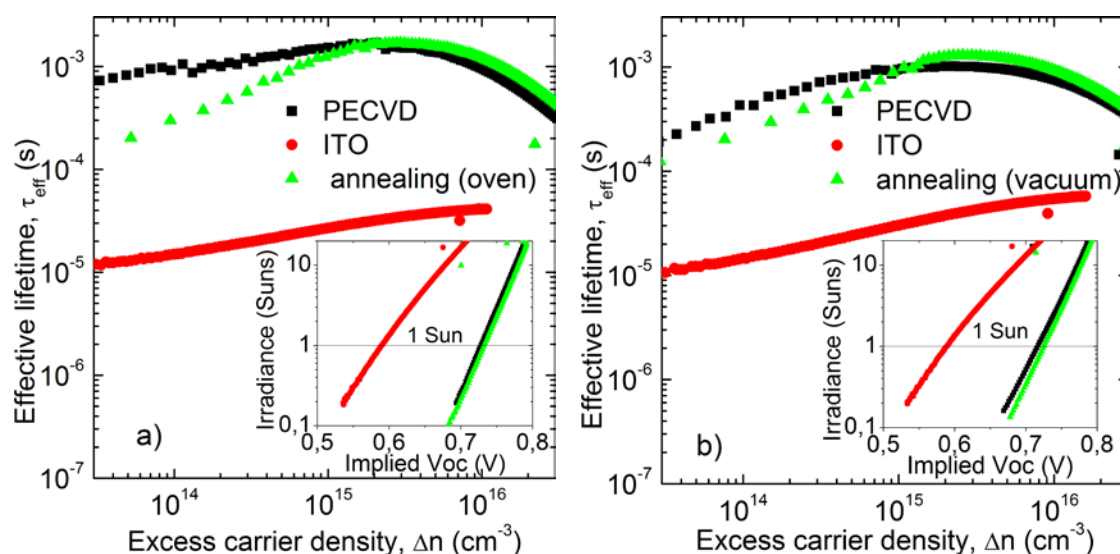 10⁻³
10⁻⁴
10⁻⁵
10⁻⁶
10⁻⁷
Effective lifetime, τeff (s)
PECVD
ITO
annealing (oven)
10
1
0,1
Irradiance (Suns)
1 Sun
0,5 0,6 0,7 0,8
Implied Voc (V)
a)
10¹⁴ 10¹⁵ 10¹⁶
Excess carrier density, Δn (cm⁻³)
10⁻³
10⁻⁴
10⁻⁵
10⁻⁶
10⁻⁷
Effective lifetime, τeff (s)
PECVD
ITO
annealing (vacuum)
10
1
0,1
Irradiance (Suns)
1 Sun
0,5 0,6 0,7 0,8
Implied Voc (V)
b)
10¹⁴ 10¹⁵ 10¹⁶
Excess carrier density, Δn (cm⁻³)